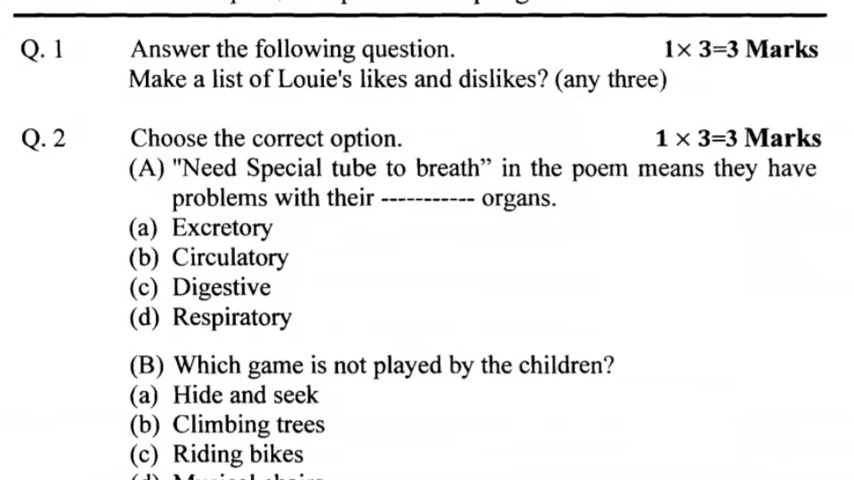 Q. 1 Answer the following question. 1× 3=3 Marks
Make a list of Louie's likes and dislikes? (any three)
Q. 2 Choose the correct option. 1 × 3=3 Marks
(A) "Need Special tube to breath” in the poem means they have
problems with their ----------- organs.
(a) Excretory
(b) Circulatory
(c) Digestive
(d) Respiratory
(B) Which game is not played by the children?
(a) Hide and seek
(b) Climbing trees
(c) Riding bikes